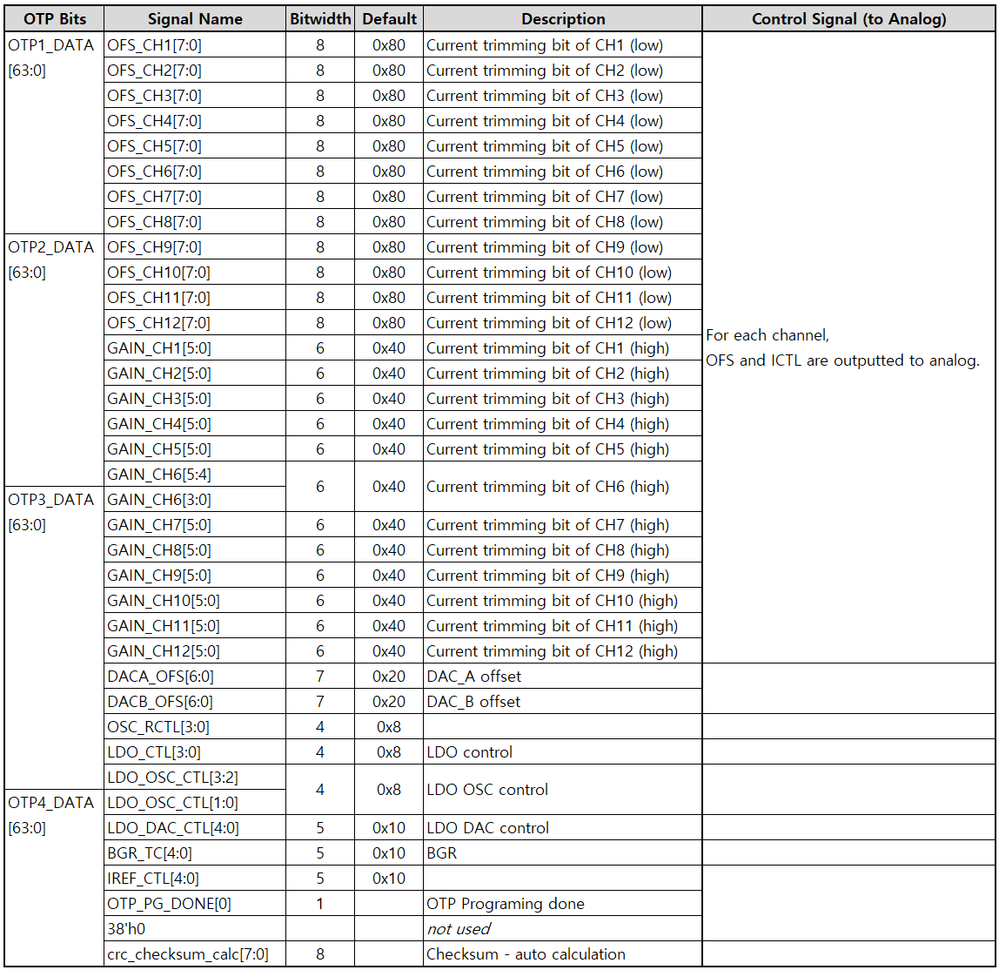 OTP Bits Signal Name Bitwidth Default Description Control Signal (to Analog)
OTP1_DATA OFS_CH1[7:0] 8 0x80 Current trimming bit of CH1 (low)
[63:0] OFS_CH2[7:0] 8 0x80 Current trimming bit of CH2 (low)
OFS_CH3[7:0] 8 0x80 Current trimming bit of CH3 (low)
OFS_CH4[7:0] 8 0x80 Current trimming bit of CH4 (low)
OFS_CH5[7:0] 8 0x80 Current trimming bit of CH5 (low)
OFS_CH6[7:0] 8 0x80 Current trimming bit of CH6 (low)
OFS_CH7[7:0] 8 0x80 Current trimming bit of CH7 (low)
OFS_CH8[7:0] 8 0x80 Current trimming bit of CH8 (low)
OTP2_DATA OFS_CH9[7:0] 8 0x80 Current trimming bit of CH9 (low)
[63:0] OFS_CH10[7:0] 8 0x80 Current trimming bit of CH10 (low)
OFS_CH11[7:0] 8 0x80 Current trimming bit of CH11 (low)
OFS_CH12[7:0] 8 0x80 Current trimming bit of CH12 (low)
For each channel,
GAIN_CH1[5:0] 6 0x40 Current trimming bit of CH1 (high)
OFS and ICTL are outputted to analog.
GAIN_CH2[5:0] 6 0x40 Current trimming bit of CH2 (high)
GAIN_CH3[5:0] 6 0x40 Current trimming bit of CH3 (high)
GAIN_CH4[5:0] 6 0x40 Current trimming bit of CH4 (high)
GAIN_CH5[5:0] 6 0x40 Current trimming bit of CH5 (high)
GAIN_CH6[5:4]
6 0x40 Current trimming bit of CH6 (high)
OTP3_DATA GAIN_CH6[3:0]
[63:0] GAIN_CH7[5:0] 6 0x40 Current trimming bit of CH7 (high)
GAIN_CH8[5:0] 6 0x40 Current trimming bit of CH8 (high)
GAIN_CH9[5:0] 6 0x40 Current trimming bit of CH9 (high)
GAIN_CH10[5:0] 6 0x40 Current trimming bit of CH10 (high)
GAIN_CH11[5:0] 6 0x40 Current trimming bit of CH11 (high)
GAIN_CH12[5:0] 6 0x40 Current trimming bit of CH12 (high)
DACA_OFS[6:0] 7 0x20 DAC_A offset
DACB_OFS[6:0] 7 0x20 DAC_B offset
OSC_RCTL[3:0] 4 0x8
LDO_CTL[3:0] 4 0x8 LDO control
LDO_OSC_CTL[3:2]
4 0x8 LDO OSC control
OTP4_DATA LDO_OSC_CTL[1:0]
[63:0] LDO_DAC_CTL[4:0] 5 0x10 LDO DAC control
BGR_TC[4:0] 5 0x10 BGR
IREF_CTL[4:0] 5 0x10
OTP_PG_DONE[0] 1 OTP Programing done
38'h0 not used
crc_checksum_calc[7:0] 8 Checksum - auto calculation